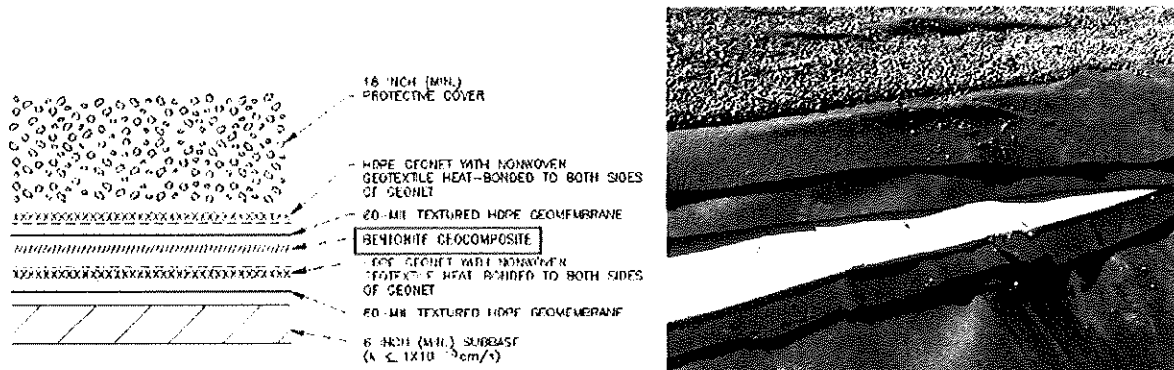 18 INCH (MIN.)
PROTECTIVE COVER
HDPE GEONET WITH NONWOVEN
GEOTEXTILE HEAT-BONDED TO BOTH SIDES
OF GEONET
60-MIL TEXTURED HDPE GEOMEMBRANE
BENTONITE GEOCOMPOSITE
HDPE GEONET WITH NONWOVEN
GEOTEXTILE HEAT BONDED TO BOTH SIDES
OF GEONET
60-MIL TEXTURED HDPE GEOMEMBRANE
6 INCH (MIN.) SUBBASE